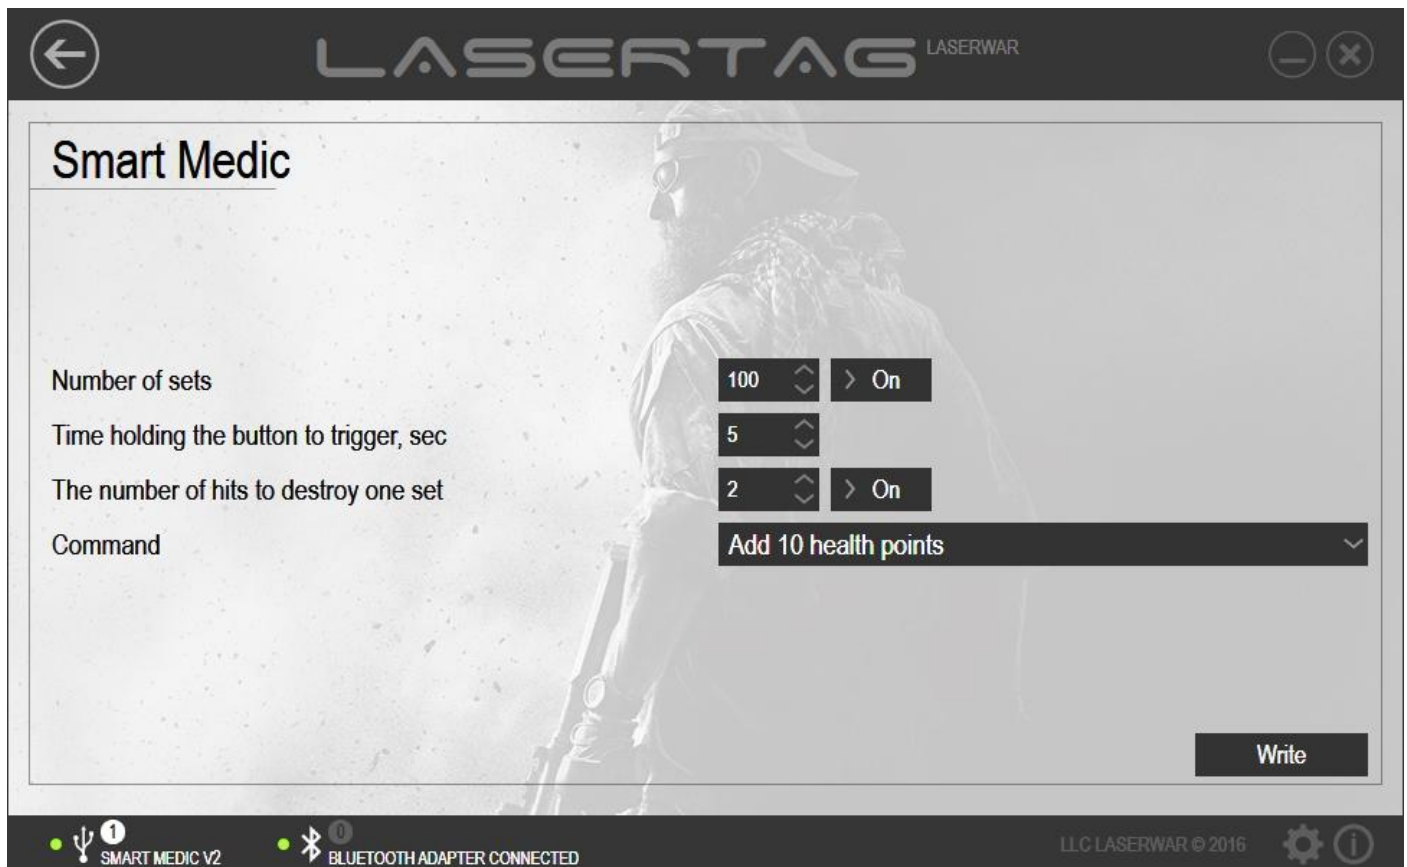 LASERTAG LASERWAR
Smart Medic
Number of sets 100 > On
Time holding the button to trigger, sec 5
The number of hits to destroy one set 2 > On
Command Add 10 health points
Write
1
SMART MEDIC V2
0
BLUETOOTH ADAPTER CONNECTED
LLC LASERWAR © 2016